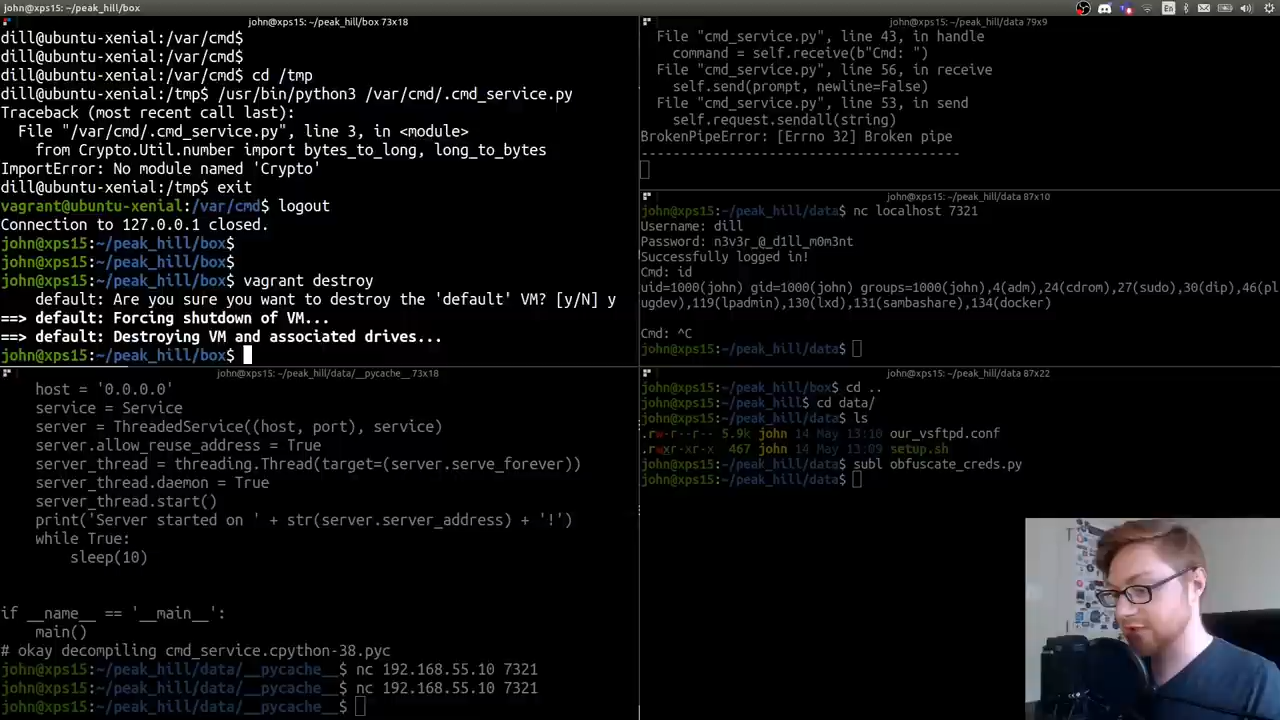 john@xps15: ~/peak_hill/box
En
john@xps15: ~/peak_hill/box 73x18
dill@ubuntu-xenial:/var/cmd$
dill@ubuntu-xenial:/var/cmd$
dill@ubuntu-xenial:/var/cmd$ cd /tmp
dill@ubuntu-xenial:/tmp$ /usr/bin/python3 /var/cmd/.cmd_service.py
Traceback (most recent call last):
  File "/var/cmd/.cmd_service.py", line 3, in <module>
    from Crypto.Util.number import bytes_to_long, long_to_bytes
ImportError: No module named 'Crypto'
dill@ubuntu-xenial:/tmp$ exit
vagrant@ubuntu-xenial:/var/cmd$ logout
Connection to 127.0.0.1 closed.
john@xps15:~/peak_hill/box$
john@xps15:~/peak_hill/box$
john@xps15:~/peak_hill/box$ vagrant destroy
    default: Are you sure you want to destroy the 'default' VM? [y/N] y
==> default: Forcing shutdown of VM...
==> default: Destroying VM and associated drives...
john@xps15:~/peak_hill/box$
john@xps15: ~/peak_hill/data 79x9
  File "cmd_service.py", line 43, in handle
    command = self.receive(b"Cmd: ")
  File "cmd_service.py", line 56, in receive
    self.send(prompt, newline=False)
  File "cmd_service.py", line 53, in send
    self.request.sendall(string)
BrokenPipeError: [Errno 32] Broken pipe
----------------------------------------
john@xps15: ~/peak_hill/data 87x10
john@xps15:~/peak_hill/data$ nc localhost 7321
Username: dill
Password: n3v3r_@_d1ll_m0m3nt
Successfully logged in!
Cmd: id
uid=1000(john) gid=1000(john) groups=1000(john),4(adm),24(cdrom),27(sudo),30(dip),46(pl
ugdev),119(lpadmin),130(lxd),131(sambashare),134(docker)
Cmd: ^C
john@xps15:~/peak_hill/data$
john@xps15: ~/peak_hill/data/__pycache__ 73x18
    host = '0.0.0.0'
    service = Service
    server = ThreadedService((host, port), service)
    server.allow_reuse_address = True
    server_thread = threading.Thread(target=(server.serve_forever))
    server_thread.daemon = True
    server_thread.start()
    print('Server started on ' + str(server.server_address) + '!')
    while True:
        sleep(10)
if __name__ == '__main__':
    main()
# okay decompiling cmd_service.cpython-38.pyc
john@xps15:~/peak_hill/data/__pycache__$ nc 192.168.55.10 7321
john@xps15:~/peak_hill/data/__pycache__$ nc 192.168.55.10 7321
john@xps15:~/peak_hill/data/__pycache__$
john@xps15: ~/peak_hill/data 87x22
john@xps15:~/peak_hill/box$ cd ..
john@xps15:~/peak_hill$ cd data/
john@xps15:~/peak_hill/data$ ls
.rw-r--r-- 5.9k john 14 May 13:10 our_vsftpd.conf
.rwxr-xr-x  467 john 14 May 13:09 setup.sh
john@xps15:~/peak_hill/data$ subl obfuscate_creds.py
john@xps15:~/peak_hill/data$